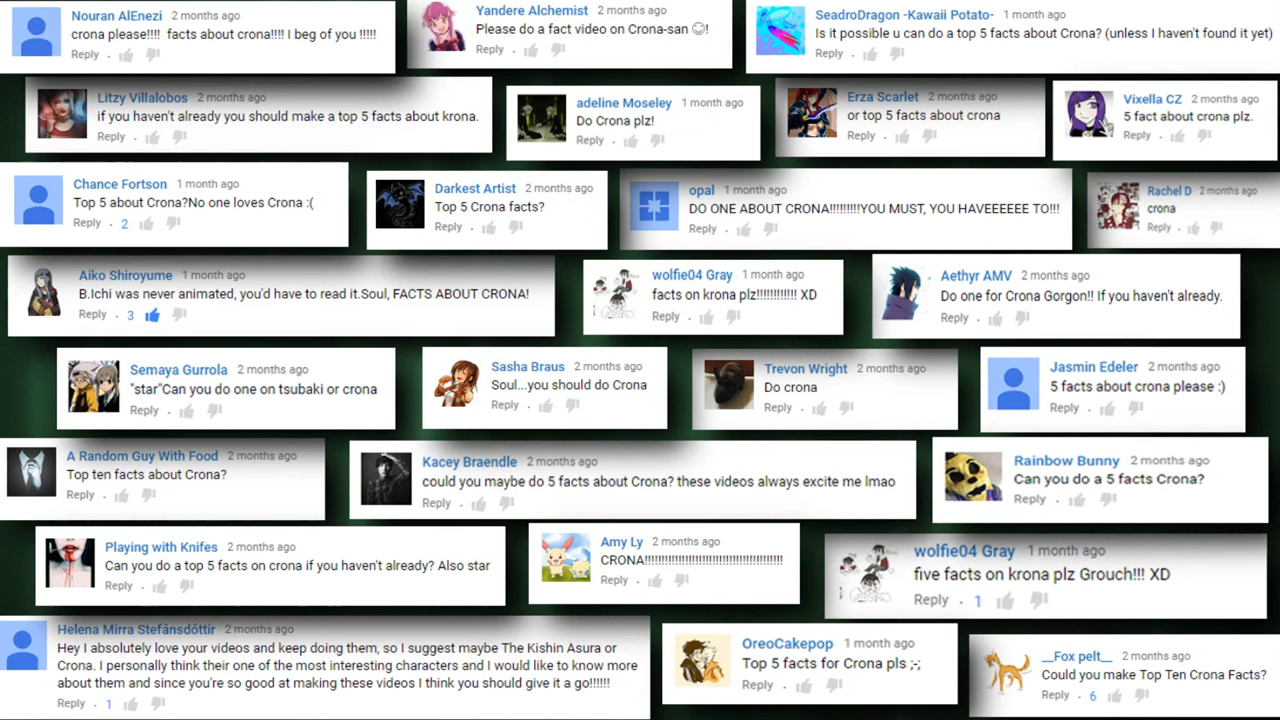 Nouran AlEnezi 2 months ago
crona please!!!! facts about crona!!!! I beg of you !!!!!
Reply
Yandere Alchemist 2 months ago
Please do a fact video on Crona-san 😊!
Reply
SeadroDragon -Kawaii Potato- 1 month ago
Is it possible u can do a top 5 facts about Crona? (unless I haven't found it yet)
Reply
Litzy Villalobos 2 months ago
if you haven't already you should make a top 5 facts about krona.
Reply
adeline Moseley 1 month ago
Do Crona plz!
Reply
Erza Scarlet 2 months ago
or top 5 facts about crona
Reply
Vixella CZ 2 months ago
5 fact about crona plz.
Reply
Chance Fortson 1 month ago
Top 5 about Crona?No one loves Crona :(
Reply 2
Darkest Artist 2 months ago
Top 5 Crona facts?
Reply
opal 1 month ago
DO ONE ABOUT CRONA!!!!!!!!!YOU MUST, YOU HAVEEEEEE TO!!!
Reply
Rachel D 2 months ago
crona
Reply
Aiko Shiroyume 1 month ago
B.Ichi was never animated, you'd have to read it.Soul, FACTS ABOUT CRONA!
Reply 3
wolfie04 Gray 1 month ago
facts on krona plz!!!!!!!!!!!! XD
Reply
Aethyr AMV 2 months ago
Do one for Crona Gorgon!! If you haven't already.
Reply
Semaya Gurrola 2 months ago
"star"Can you do one on tsubaki or crona
Reply
Sasha Braus 2 months ago
Soul...you should do Crona
Reply
Trevon Wright 2 months ago
Do crona
Reply
Jasmin Edeler 2 months ago
5 facts about crona please :)
Reply
A Random Guy With Food 2 months ago
Top ten facts about Crona?
Reply
Kacey Braendle 2 months ago
could you maybe do 5 facts about Crona? these videos always excite me lmao
Reply
Rainbow Bunny 2 months ago
Can you do a 5 facts Crona?
Reply
Playing with Knifes 2 months ago
Can you do a top 5 facts on crona if you haven't already? Also star
Reply
Amy Ly 2 months ago
CRONA!!!!!!!!!!!!!!!!!!!!!!!!!!!!!!!!!!!!!!
Reply
wolfie04 Gray 1 month ago
five facts on krona plz Grouch!!! XD
Reply 1
Helena Mirra Stefánsdóttir 2 months ago
Hey I absolutely love your videos and keep doing them, so I suggest maybe The Kishin Asura or
Crona. I personally think their one of the most interesting characters and I would like to know more
about them and since you're so good at making these videos I think you should give it a go!!!!!!
Reply 1
OreoCakepop 1 month ago
Top 5 facts for Crona pls ;-;
Reply
__Fox pelt__ 2 months ago
Could you make Top Ten Crona Facts?
Reply 6